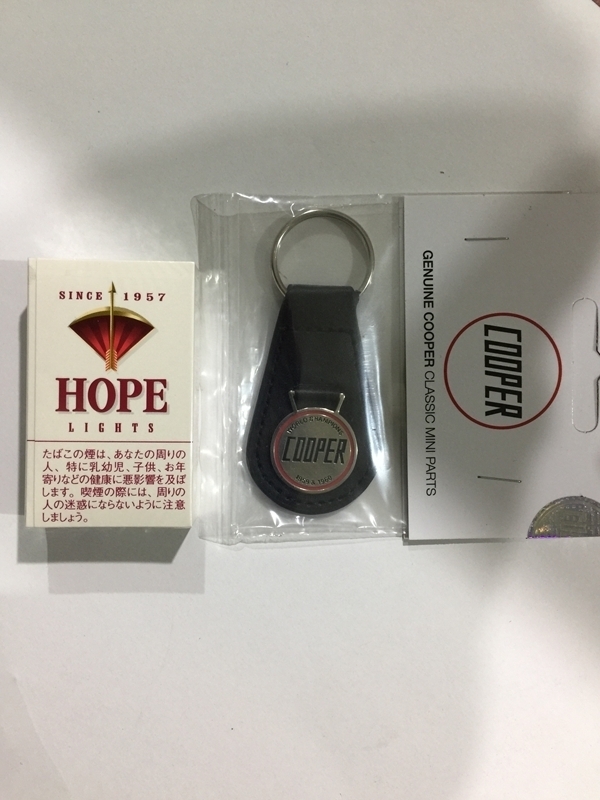 SINCE 1957
HOPE
LIGHTS
たばこの煙は、あなたの周りの
人、特に乳幼児、子供、お年
寄りなどの健康に悪影響を及ぼ
します。喫煙の際には、周りの
人の迷惑にならないように注意
しましょう。
WORLD CHAMPIONS
COOPER
1959 & 1960
GENUINE COOPER CLASSIC MINI PARTS
COOPER